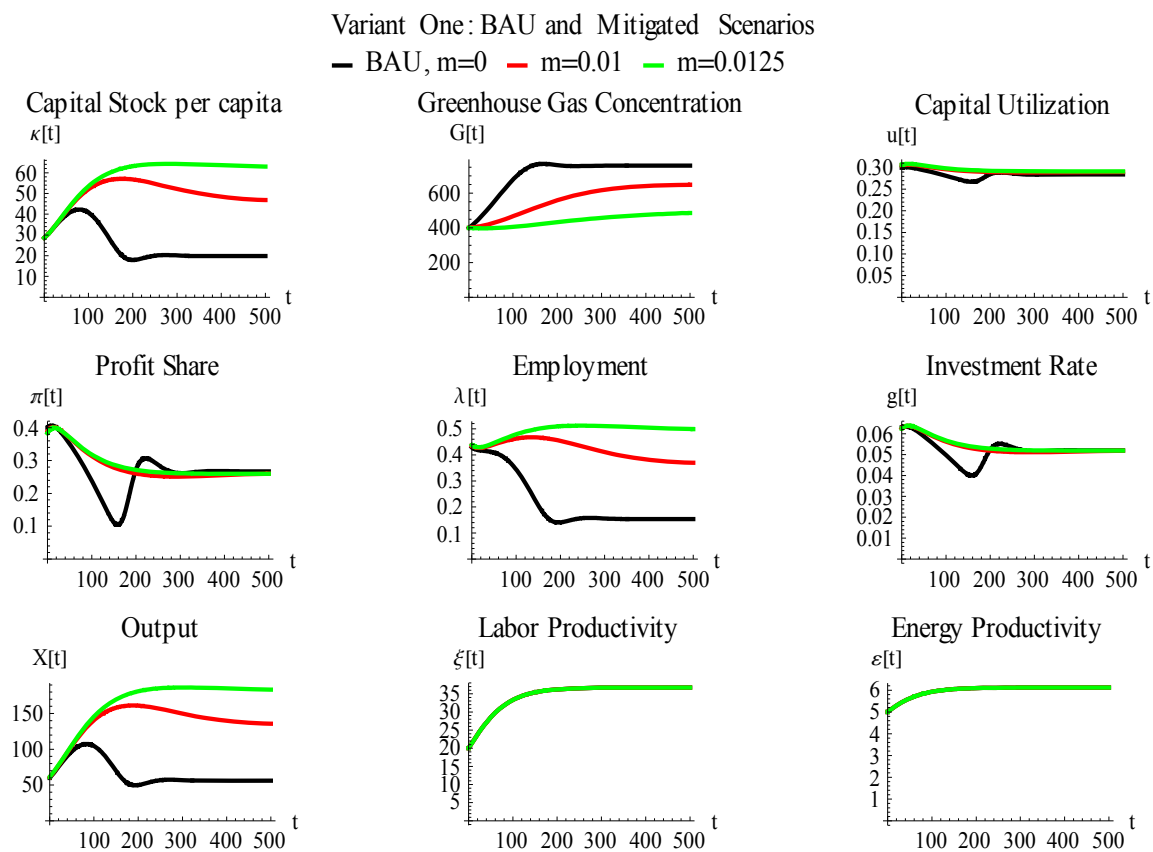 Variant One: BAU and Mitigated Scenarios
BAU, m=0 m=0.01 m=0.0125
Capital Stock per capita
κ[t]
60
50
40
30
20
10
100 200 300 400 500
t
Greenhouse Gas Concentration
G[t]
600
400
200
100 200 300 400 500
t
Capital Utilization
u[t]
0.30
0.25
0.20
0.15
0.10
0.05
100 200 300 400 500
t
Profit Share
π[t]
0.4
0.3
0.2
0.1
100 200 300 400 500
t
Employment
λ[t]
0.5
0.4
0.3
0.2
0.1
100 200 300 400 500
t
Investment Rate
g[t]
0.06
0.05
0.04
0.03
0.02
0.01
100 200 300 400 500
t
Output
X[t]
150
100
50
100 200 300 400 500
t
Labor Productivity
ξ[t]
35
30
25
20
15
10
5
100 200 300 400 500
t
Energy Productivity
ε[t]
6
5
4
3
2
1
100 200 300 400 500
t